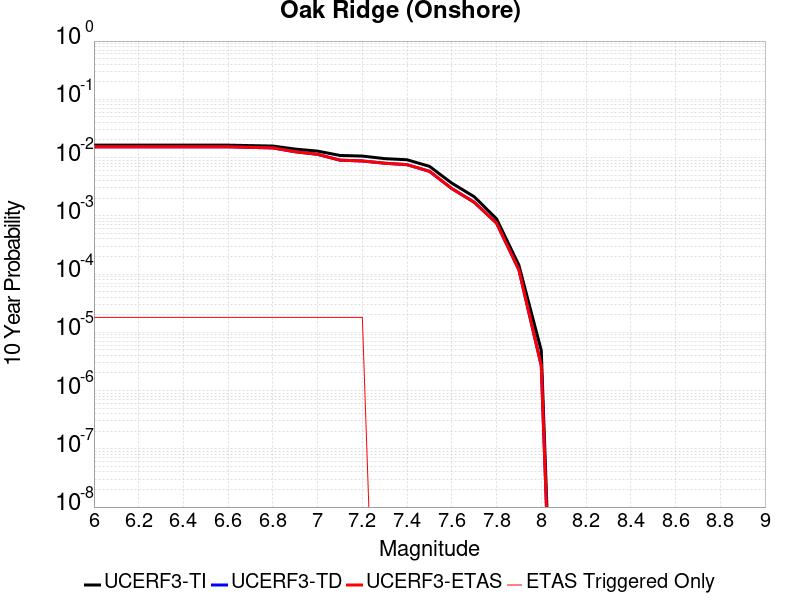 Oak Ridge (Onshore)
10^0
10^-1
10^-2
10^-3
10^-4
10^-5
10^-6
10^-7
10^-8
10 Year Probability
6 6.2 6.4 6.6 6.8 7 7.2 7.4 7.6 7.8 8 8.2 8.4 8.6 8.8 9
Magnitude
UCERF3-TI UCERF3-TD UCERF3-ETAS ETAS Triggered Only